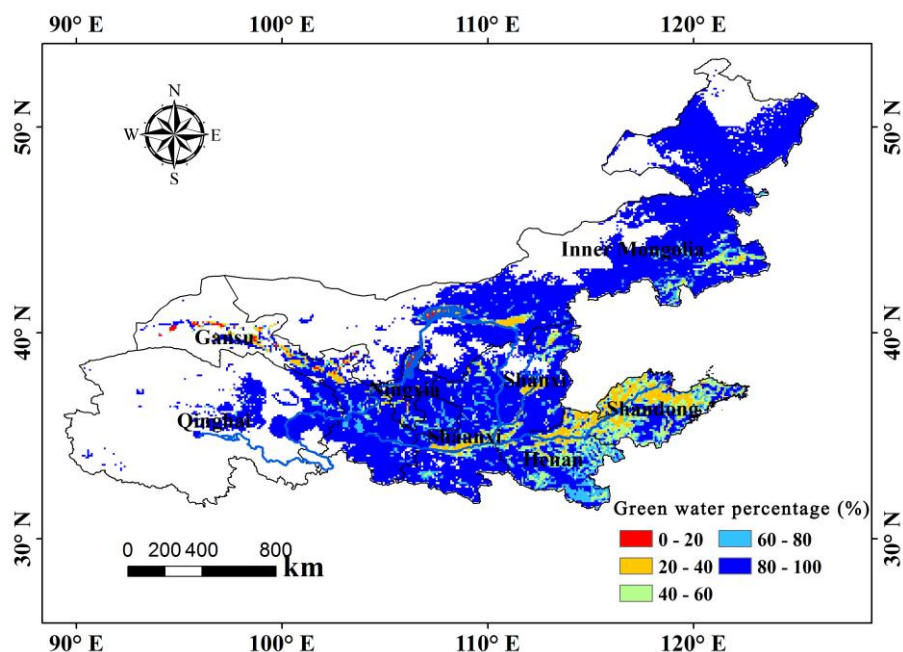 90° E 100° E 110° E 120° E
50° N 50° N
N
W E
S
Inner Mongolia
40° N 40° N
Gansu
Ningxia Shanxi
Shandong
Qinghai
Shaanxi
Henan
Green water percentage (%)
0 - 20 60 - 80
20 - 40 80 - 100
40 - 60
30° N 30° N
0 200 400 800
km
90° E 100° E 110° E 120° E